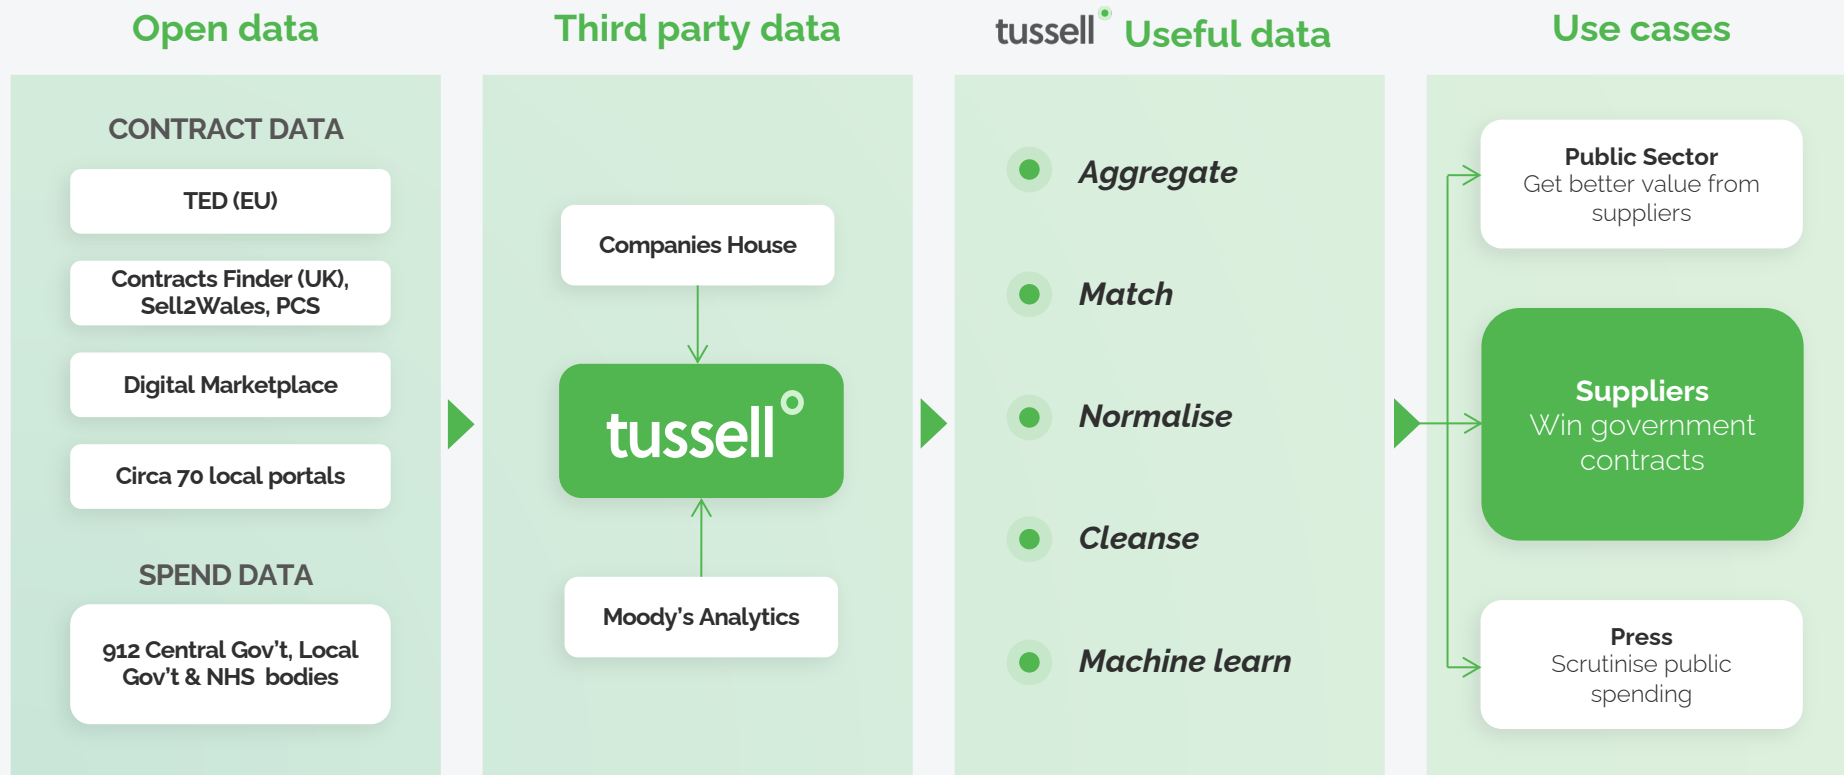 Open data
CONTRACT DATA
TED (EU)
Contracts Finder (UK),
Sell2Wales, PCS
Digital Marketplace
Circa 70 local portals
SPEND DATA
912 Central Gov’t, Local
Gov’t & NHS  bodies
Third party data
Companies House
tussell
Moody’s Analytics
tussell Useful data
Aggregate
Match
Normalise
Cleanse
Machine learn
Use cases
Public Sector
Get better value from
suppliers
Suppliers
Win government
contracts
Press
Scrutinise public
spending